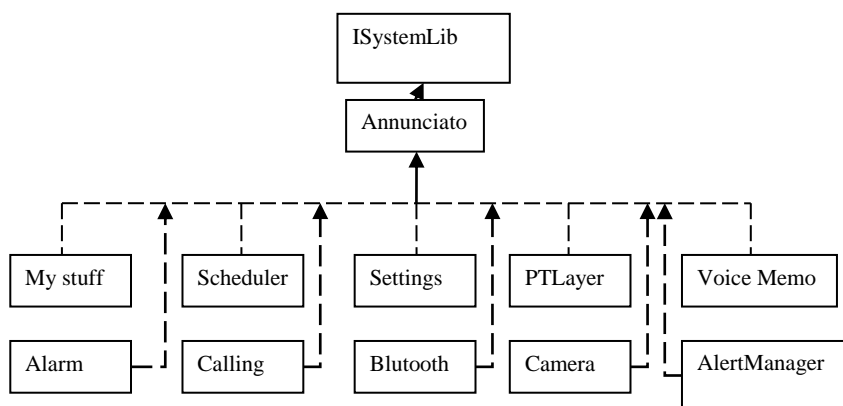 ISystemLib
Annunciato
My stuff
Scheduler
Settings
PTLayer
Voice Memo
Alarm
Calling
Blutooth
Camera
AlertManager